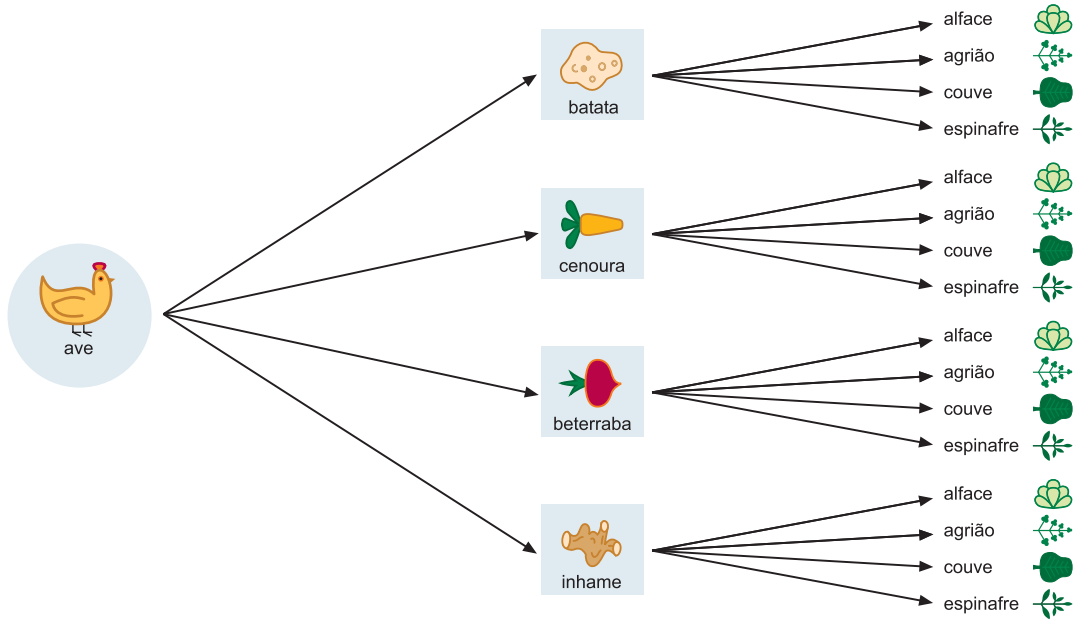 ave
batata
alface
agrião
couve
espinafre
cenoura
alface
agrião
couve
espinafre
beterraba
alface
agrião
couve
espinafre
inhame
alface
agrião
couve
espinafre